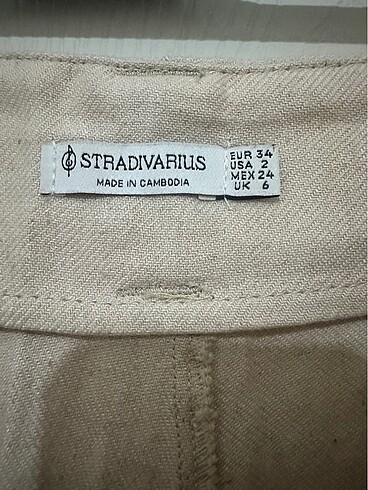 STRADIVARIUS
MADE IN CAMBODIA
EUR 34
USA 2
MEX 24
UK 6